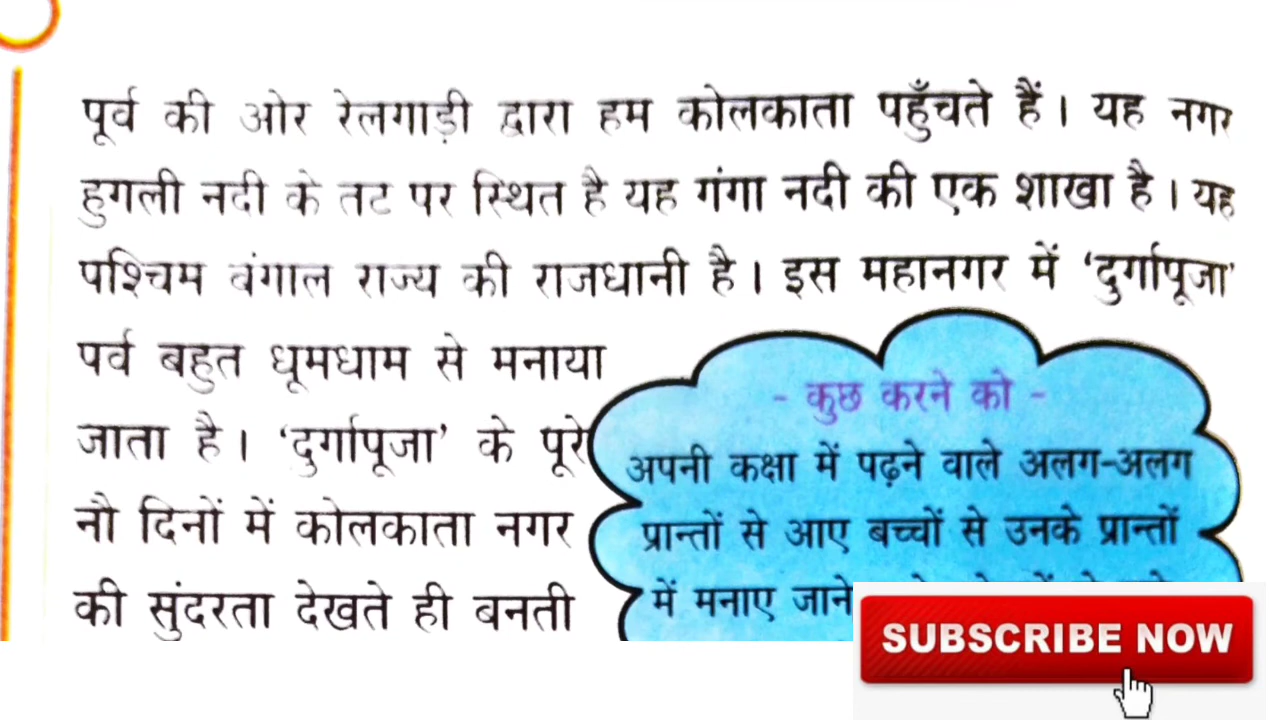 पूर्व की ओर रेलगाड़ी द्वारा हम कोलकाता पहुँचते हैं। यह नगर
हुगली नदी के तट पर स्थित है यह गंगा नदी की एक शाखा है। यह
पश्चिम बंगाल राज्य की राजधानी है। इस महानगर में ‘दुर्गापूजा’
पर्व बहुत धूमधाम से मनाया
जाता है। ‘दुर्गापूजा’ के पूरे
नौ दिनों में कोलकाता नगर
की सुंदरता देखते ही बनती
- कुछ करने को -
अपनी कक्षा में पढ़ने वाले अलग-अलग
प्रान्तों से आए बच्चों से उनके प्रान्तों
में मनाए जाने
SUBSCRIBE NOW